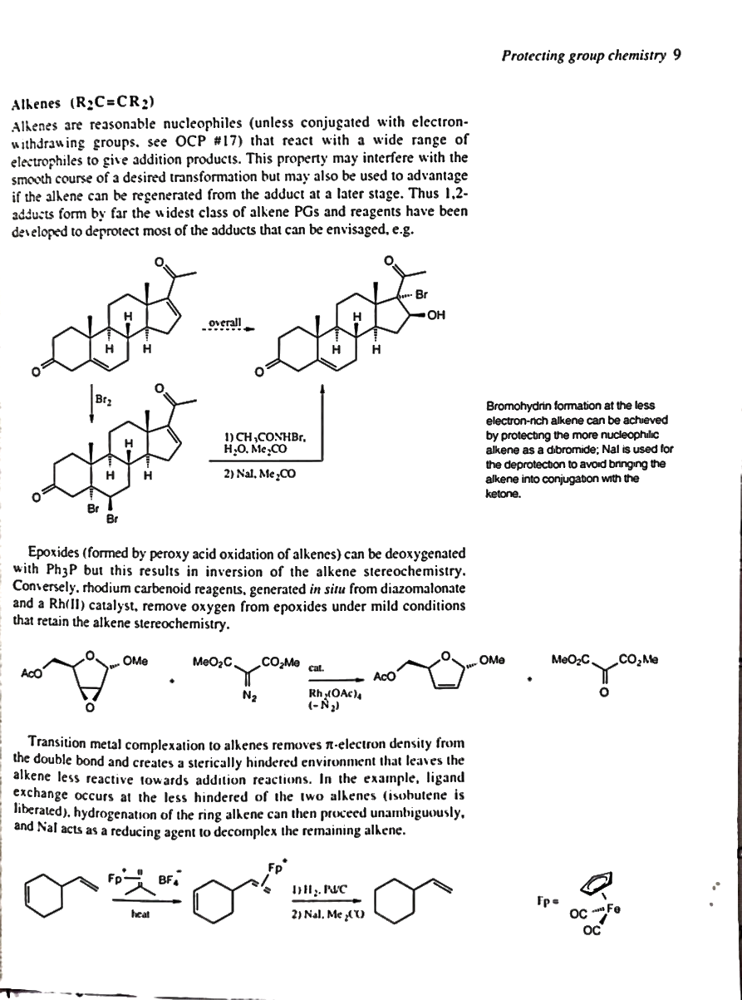 Protecting group chemistry 9
Alkenes (R2C=CR2)
Alkenes are reasonable nucleophiles (unless conjugated with electron-
withdrawing groups, see OCP #17) that react with a wide range of
electrophiles to give addition products. This property may interfere with the
smooth course of a desired transformation but may also be used to advantage
if the alkene can be regenerated from the adduct at a later stage. Thus 1,2-
adducts form by far the widest class of alkene PGs and reagents have been
developed to deprotect most of the adducts that can be envisaged, e.g.
O
O
Br
OH
H
H
H
H
H
H
overall
O
O
Br2
O
H
H
H
1) CH3CONHBr,
H2O, Me2CO
2) NaI, Me2CO
O
Br
Br
Bromohydrin formation at the less
electron-rich alkene can be achieved
by protecting the more nucleophilic
alkene as a dibromide; NaI is used for
the deprotection to avoid bringing the
alkene into conjugation with the
ketone.
Epoxides (formed by peroxy acid oxidation of alkenes) can be deoxygenated
with Ph3P but this results in inversion of the alkene stereochemistry.
Conversely, rhodium carbenoid reagents, generated in situ from diazomalonate
and a Rh(II) catalyst, remove oxygen from epoxides under mild conditions
that retain the alkene stereochemistry.
AcO O OMe
O
MeO2C CO2Me
N2
cat.
Rh2(OAc)4
(- N2)
AcO O OMe
MeO2C CO2Me
O
Transition metal complexation to alkenes removes π-electron density from
the double bond and creates a sterically hindered environment that leaves the
alkene less reactive towards addition reactions. In the example, ligand
exchange occurs at the less hindered of the two alkenes (isobutene is
liberated), hydrogenation of the ring alkene can then proceed unambiguously,
and NaI acts as a reducing agent to decomplex the remaining alkene.
Fp+ BF4-
heat
Fp+
1) H2, Pd/C
2) NaI, Me2CO
Fp =
OC Fe
OC